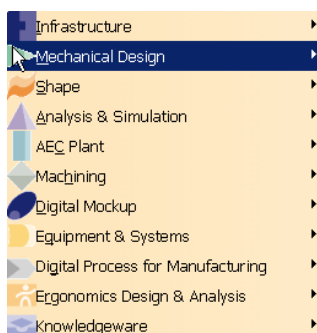 Infrastructure
Mechanical Design
Shape
Analysis & Simulation
AEC Plant
Machining
Digital Mockup
Equipment & Systems
Digital Process for Manufacturing
Ergonomics Design & Analysis
Knowledgeware